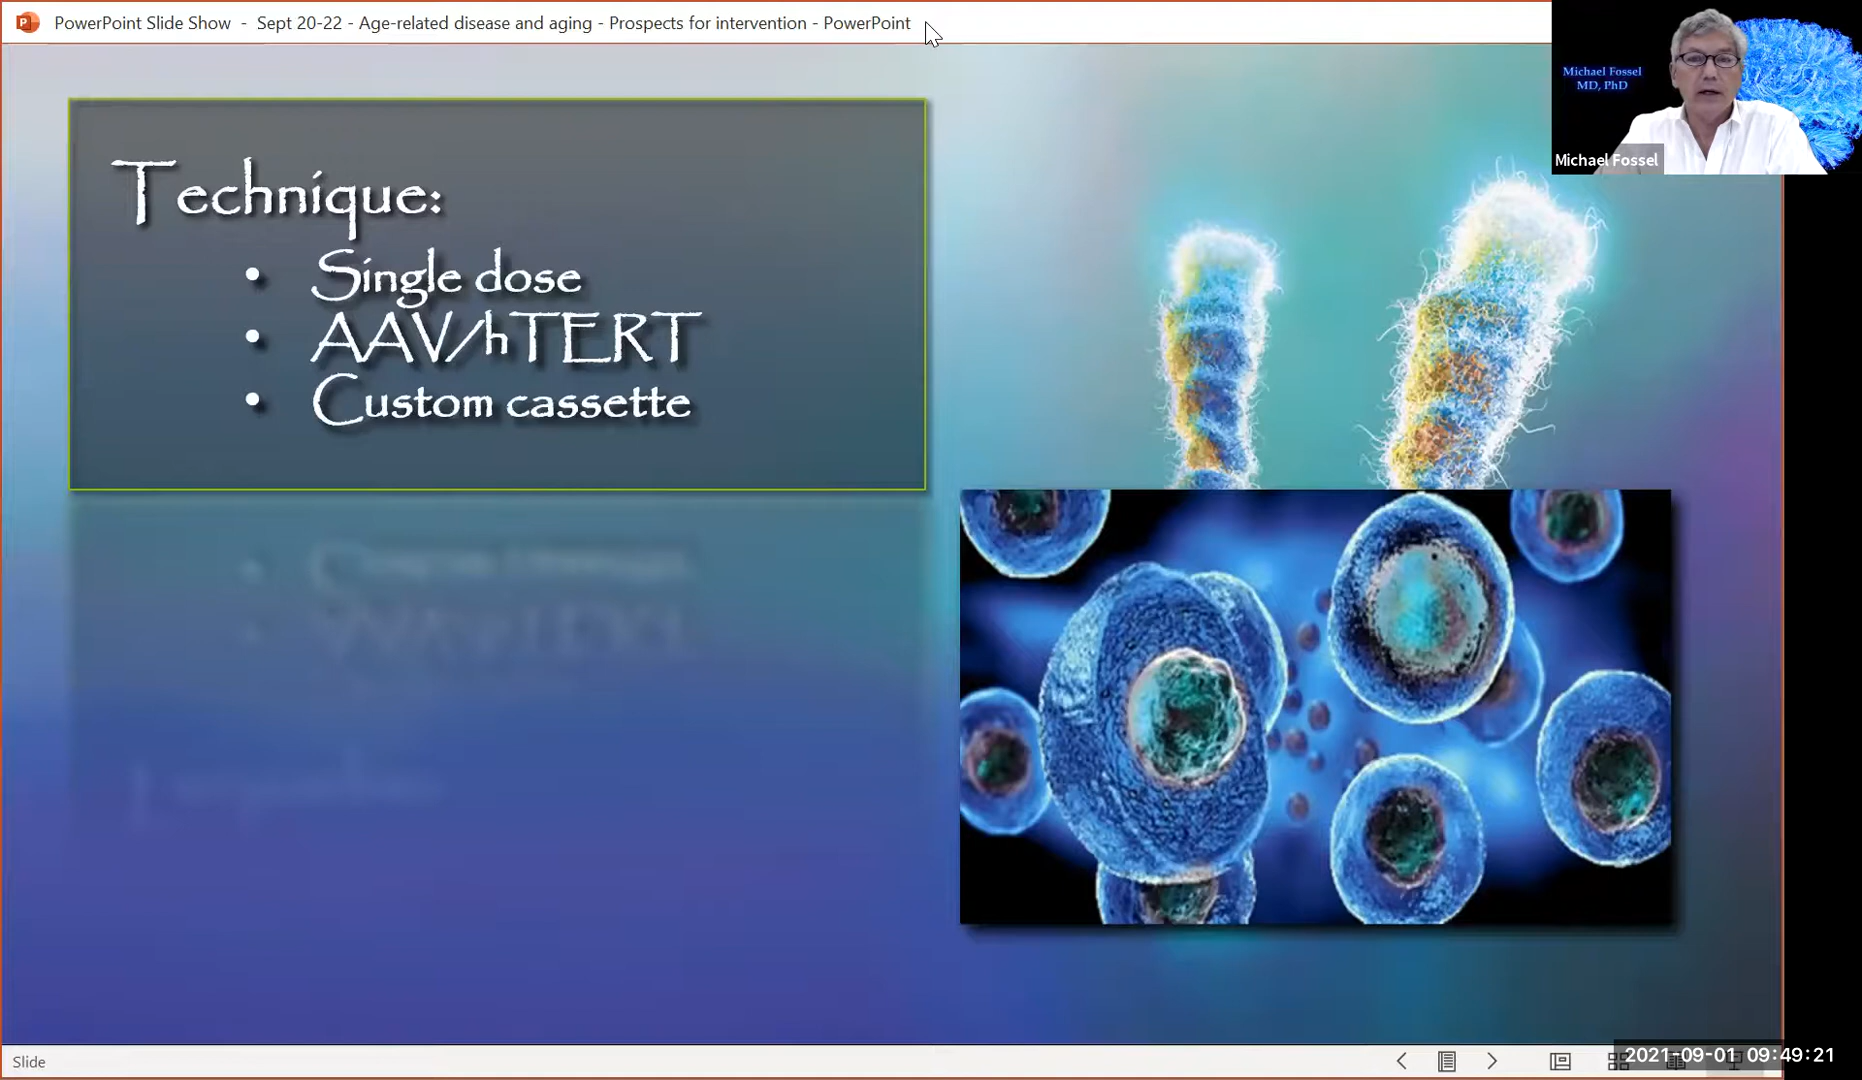 PowerPoint Slide Show - Sept 20-22 - Age-related disease and aging - Prospects for intervention - PowerPoint
Michael Fossel
MD, PhD
Michael Fossel
Technique:
• Single dose
• AAV/hTERT
• Custom cassette
Slide
2021-09-01 09:49:21